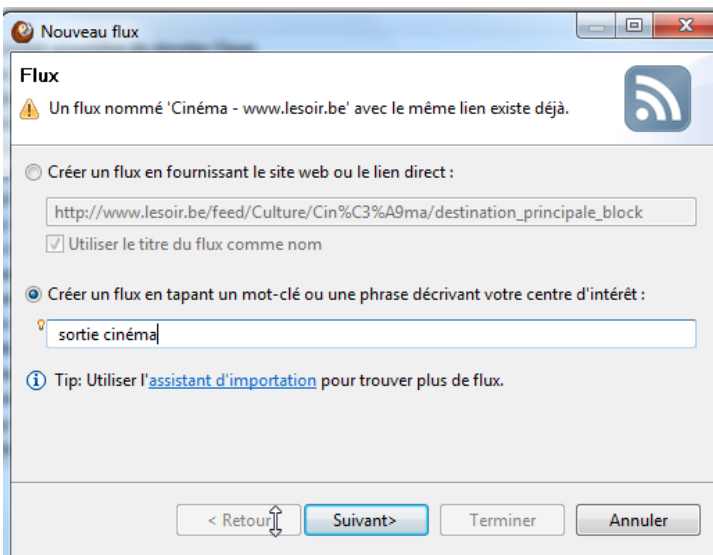 Nouveau flux
Flux
Un flux nommé 'Cinéma - www.lesoir.be' avec le même lien existe déjà.
Créer un flux en fournissant le site web ou le lien direct :
http://www.lesoir.be/feed/Culture/Cin%C3%A9ma/destination_principale_block
Utiliser le titre du flux comme nom
Créer un flux en tapant un mot-clé ou une phrase décrivant votre centre d'intérêt :
sortie cinéma
Tip: Utiliser l'assistant d'importation pour trouver plus de flux.
< Retour Suivant> Terminer Annuler